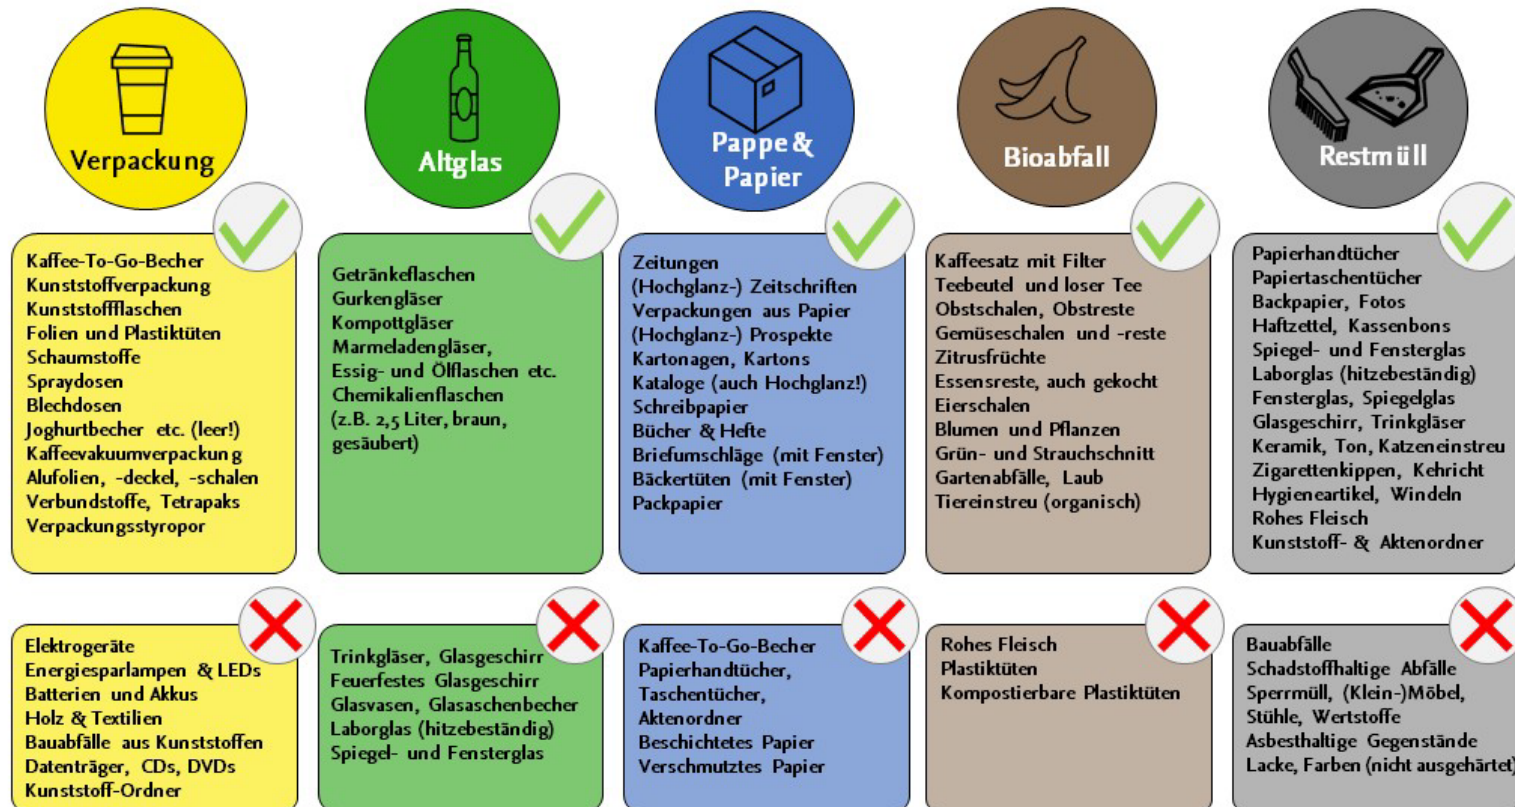 Verpackung
Altglas
Pappe &
Papier
Bioabfall
Restmüll
Kaffee-To-Go-Becher
Kunststoffverpackung
Kunststoffflaschen
Folien und Plastiktüten
Schaumstoffe
Spraydosen
Blechdosen
Joghurtbecher etc. (leer!)
Kaffeevakuumverpackung
Alufolien, -deckel, -schalen
Verbundstoffe, Tetrapaks
Verpackungsstyropor
Getränkeflaschen
Gurkengläser
Kompottgläser
Marmeladengläser,
Essig- und Ölflaschen etc.
Chemikalienflaschen
(z.B. 2,5 Liter, braun,
gesäubert)
Zeitungen
(Hochglanz-) Zeitschriften
Verpackungen aus Papier
(Hochglanz-) Prospekte
Kartonagen, Kartons
Kataloge (auch Hochglanz!)
Schreibpapier
Bücher & Hefte
Briefumschläge (mit Fenster)
Bäckertüten (mit Fenster)
Packpapier
Kaffeesatz mit Filter
Teebeutel und loser Tee
Obstschalen, Obstreste
Gemüseschalen und -reste
Zitrusfrüchte
Essensreste, auch gekocht
Eierschalen
Blumen und Pflanzen
Grün- und Strauchschnitt
Gartenabfälle, Laub
Tiereinstreu (organisch)
Papierhandtücher
Papiertaschentücher
Backpapier, Fotos
Haftzettel, Kassenbons
Spiegel- und Fensterglas
Laborglas (hitzebeständig)
Fensterglas, Spiegelglas
Glasgeschirr, Trinkgläser
Keramik, Ton, Katzeneinstreu
Zigarettenkippen, Kehricht
Hygieneartikel, Windeln
Rohes Fleisch
Kunststoff- & Aktenordner
Elektrogeräte
Energiesparlampen & LEDs
Batterien und Akkus
Holz & Textilien
Bauabfälle aus Kunststoffen
Datenträger, CDs, DVDs
Kunststoff-Ordner
Trinkgläser, Glasgeschirr
Feuerfestes Glasgeschirr
Glasvasen, Glasaschenbecher
Laborglas (hitzebeständig)
Spiegel- und Fensterglas
Kaffee-To-Go-Becher
Papierhandtücher,
Taschentücher,
Aktenordner
Beschichtetes Papier
Verschmutztes Papier
Rohes Fleisch
Plastiktüten
Kompostierbare Plastiktüten
Bauabfälle
Schadstoffhaltige Abfälle
Sperrmüll, (Klein-)Möbel,
Stühle, Wertstoffe
Asbesthaltige Gegenstände
Lacke, Farben (nicht ausgehärtet)